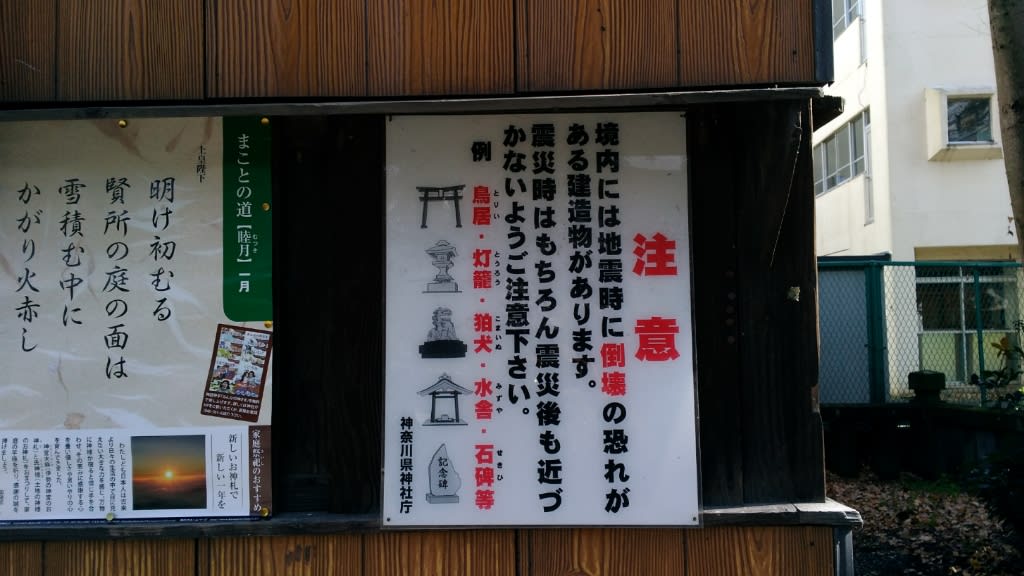 注意
境内には地震時に倒壊の恐れが
ある建造物があります。
震災時はもちろん震災後も近づ
かないようご注意下さい。
例 鳥居・灯籠・狛犬・水舎・石碑等
とりい とうろう こまいぬ みずや せきひ
記念碑
神奈川県神社庁
まことの道【睦月】一月
むつき
上皇陛下
明け初むる
賢所の庭の面は
雪積む中に
かがり火赤し
家庭祭祀のおすすめ
新しいお神札で
新しい一年を